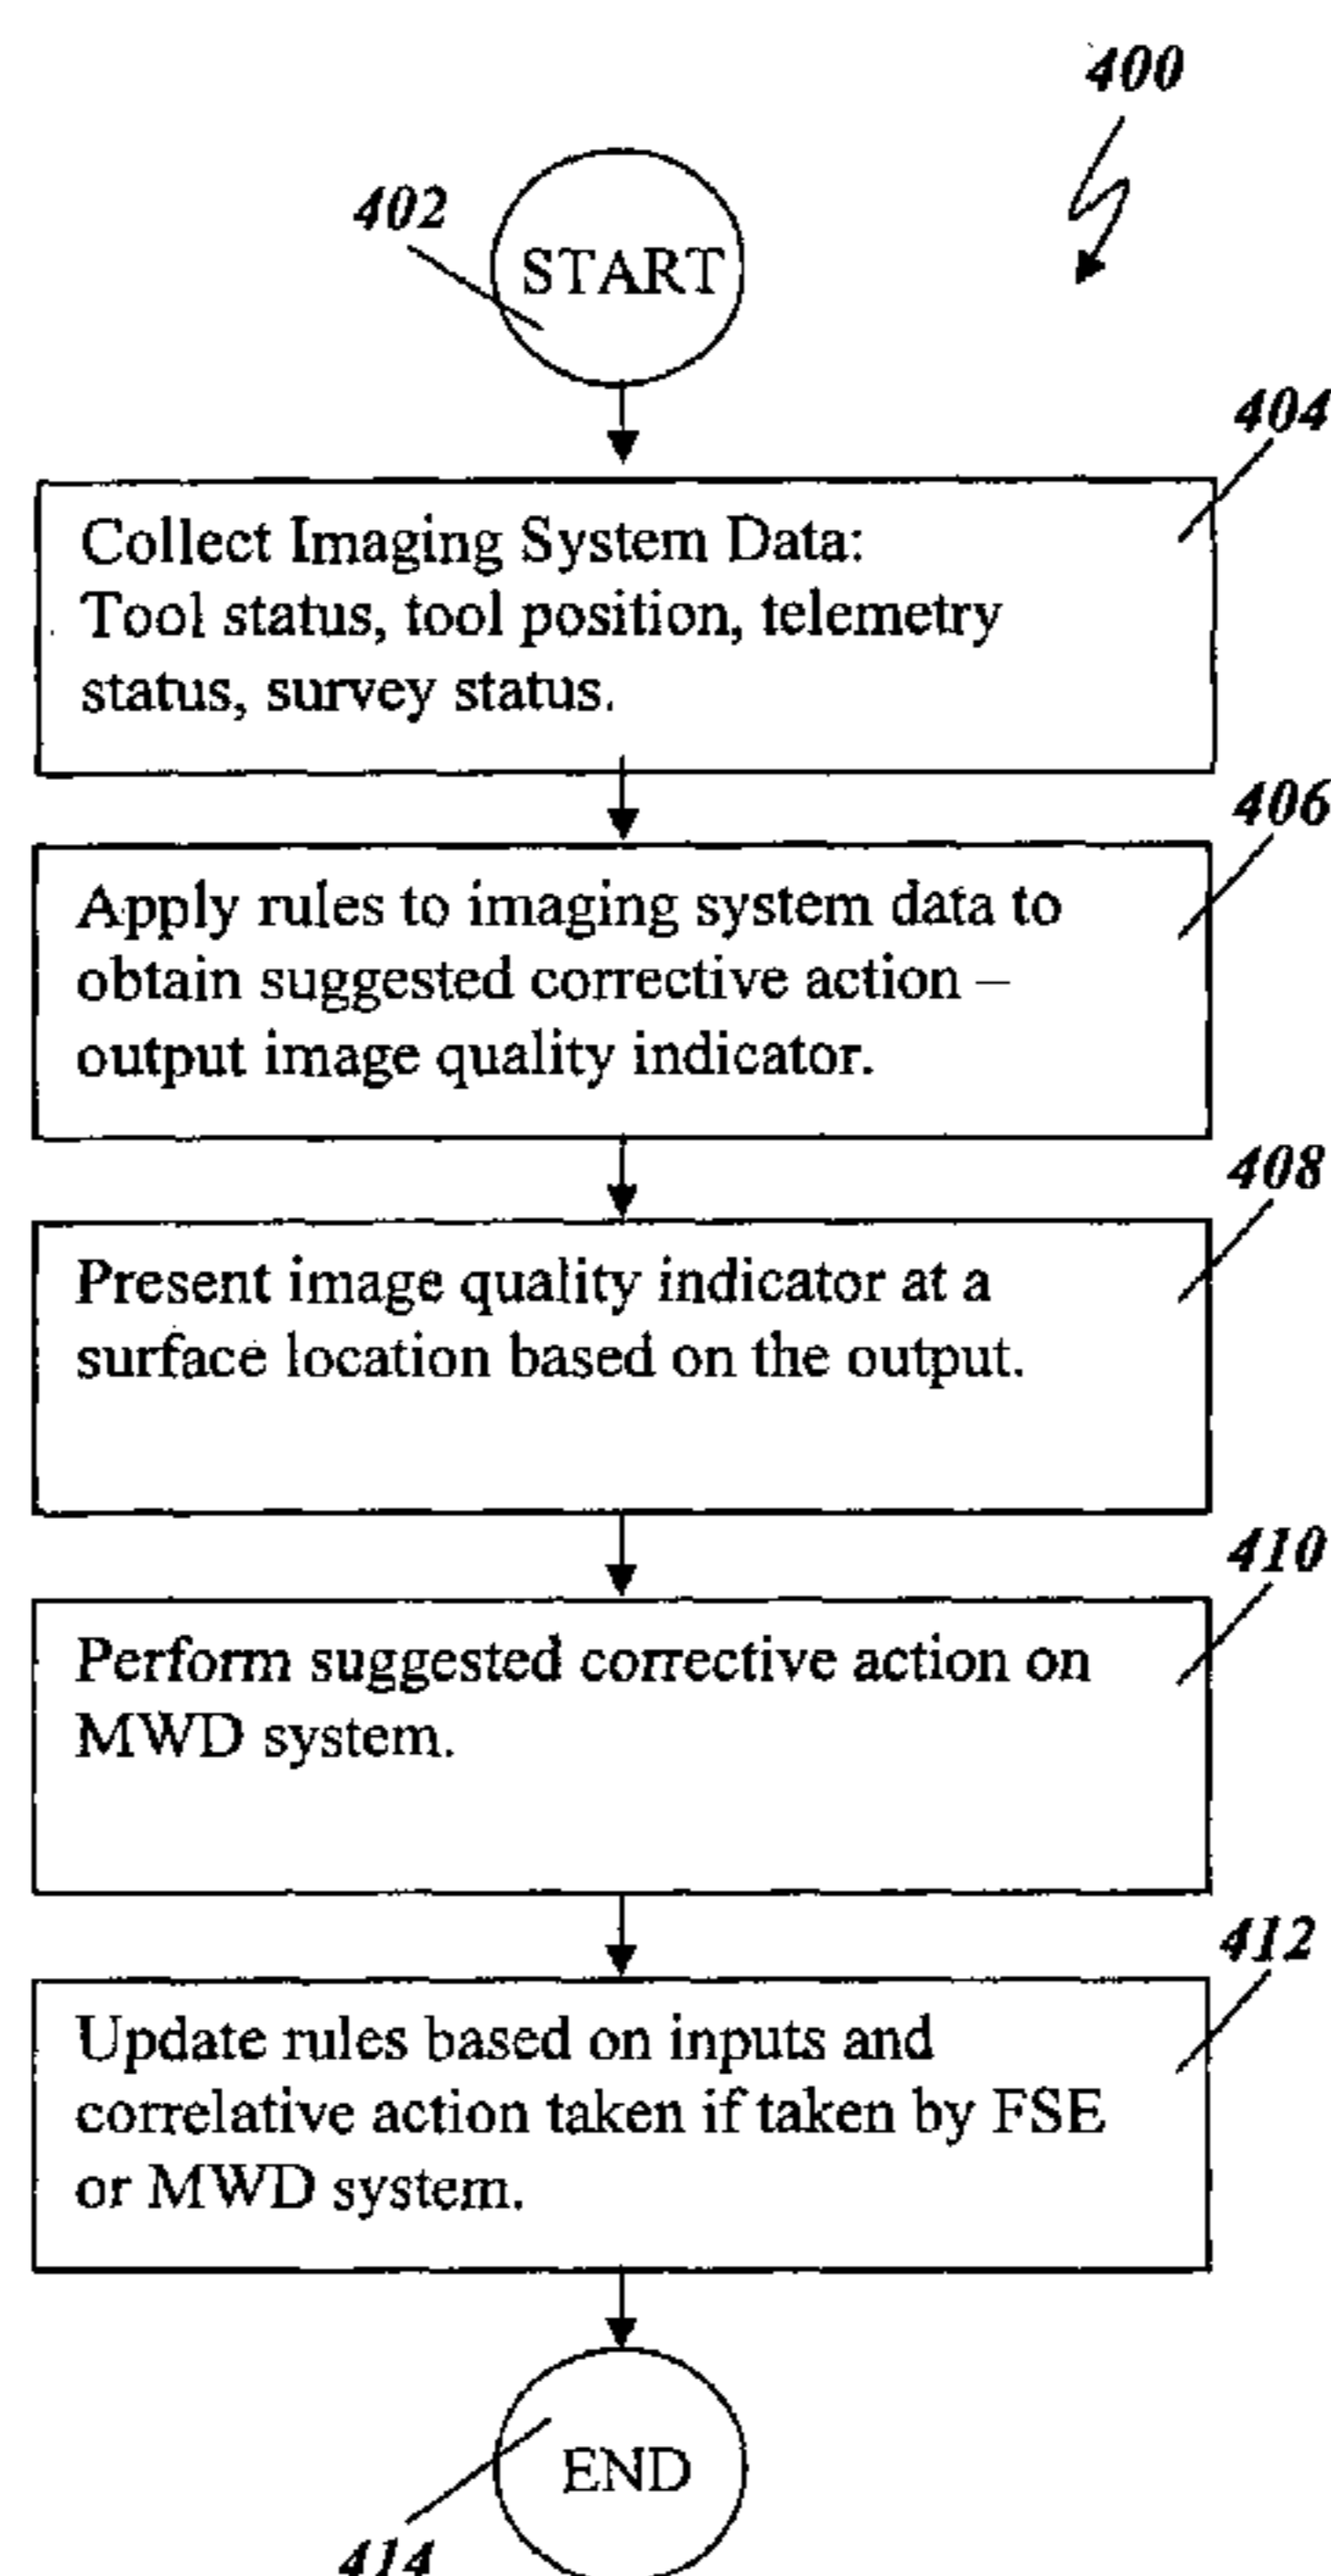 400
402
START
404
Collect Imaging System Data:
Tool status, tool position, telemetry
status, survey status.
406
Apply rules to imaging system data to
obtain suggested corrective action –
output image quality indicator.
408
Present image quality indicator at a
surface location based on the output.
410
Perform suggested corrective action on
MWD system.
412
Update rules based on inputs and
correlative action taken if taken by FSE
or MWD system.
END
414